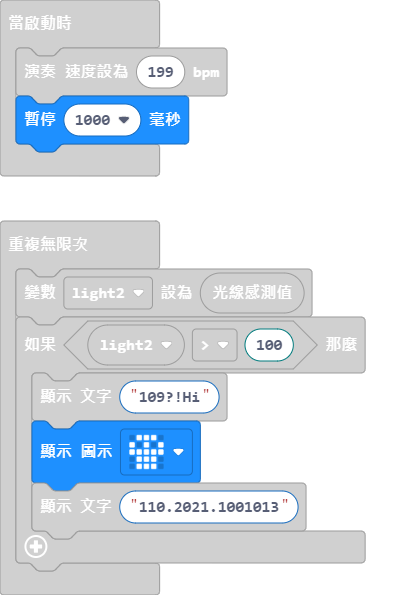 當啟動時
演奏 速度設為 199 bpm
暫停 1000 毫秒
重複無限次
變數 light2 設為 光線感測值
如果 light2 > 100 那麼
顯示 文字 "109?!Hi"
顯示 圖示
顯示 文字 "110.2021.1001013"